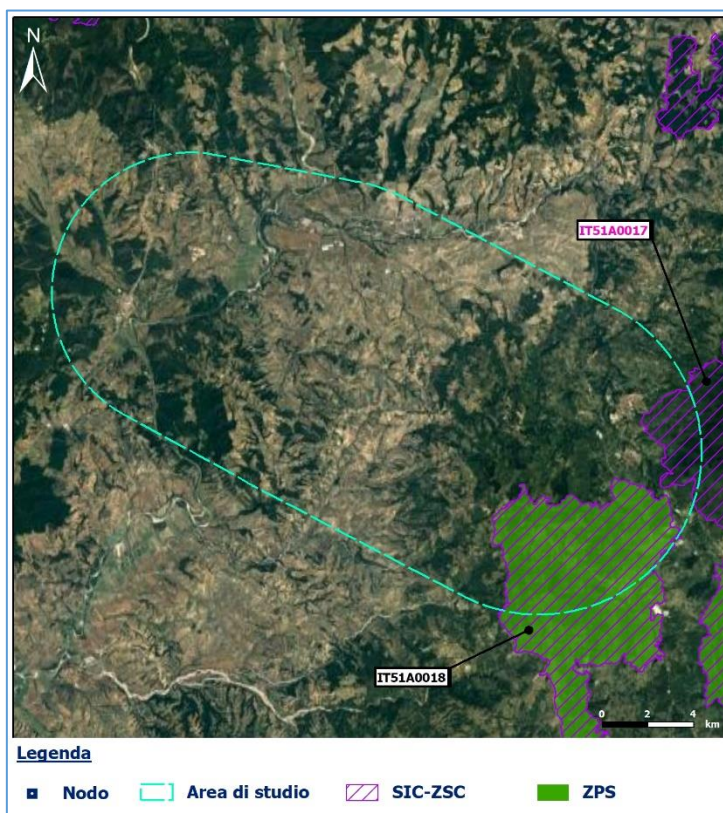 N
IT51A0017
IT51A0018
0 2 4
km
Legenda
Nodo Area di studio SIC-ZSC ZPS